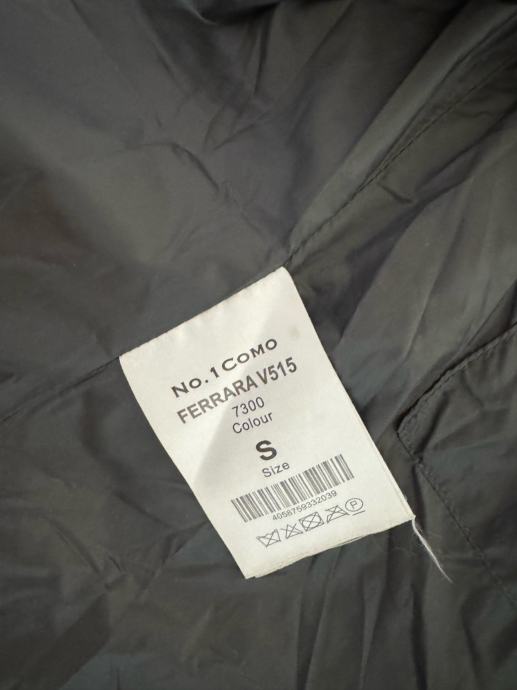 No. 1 Como
FERRARA V515
7300
Colour
S
Size
4058759332039
P